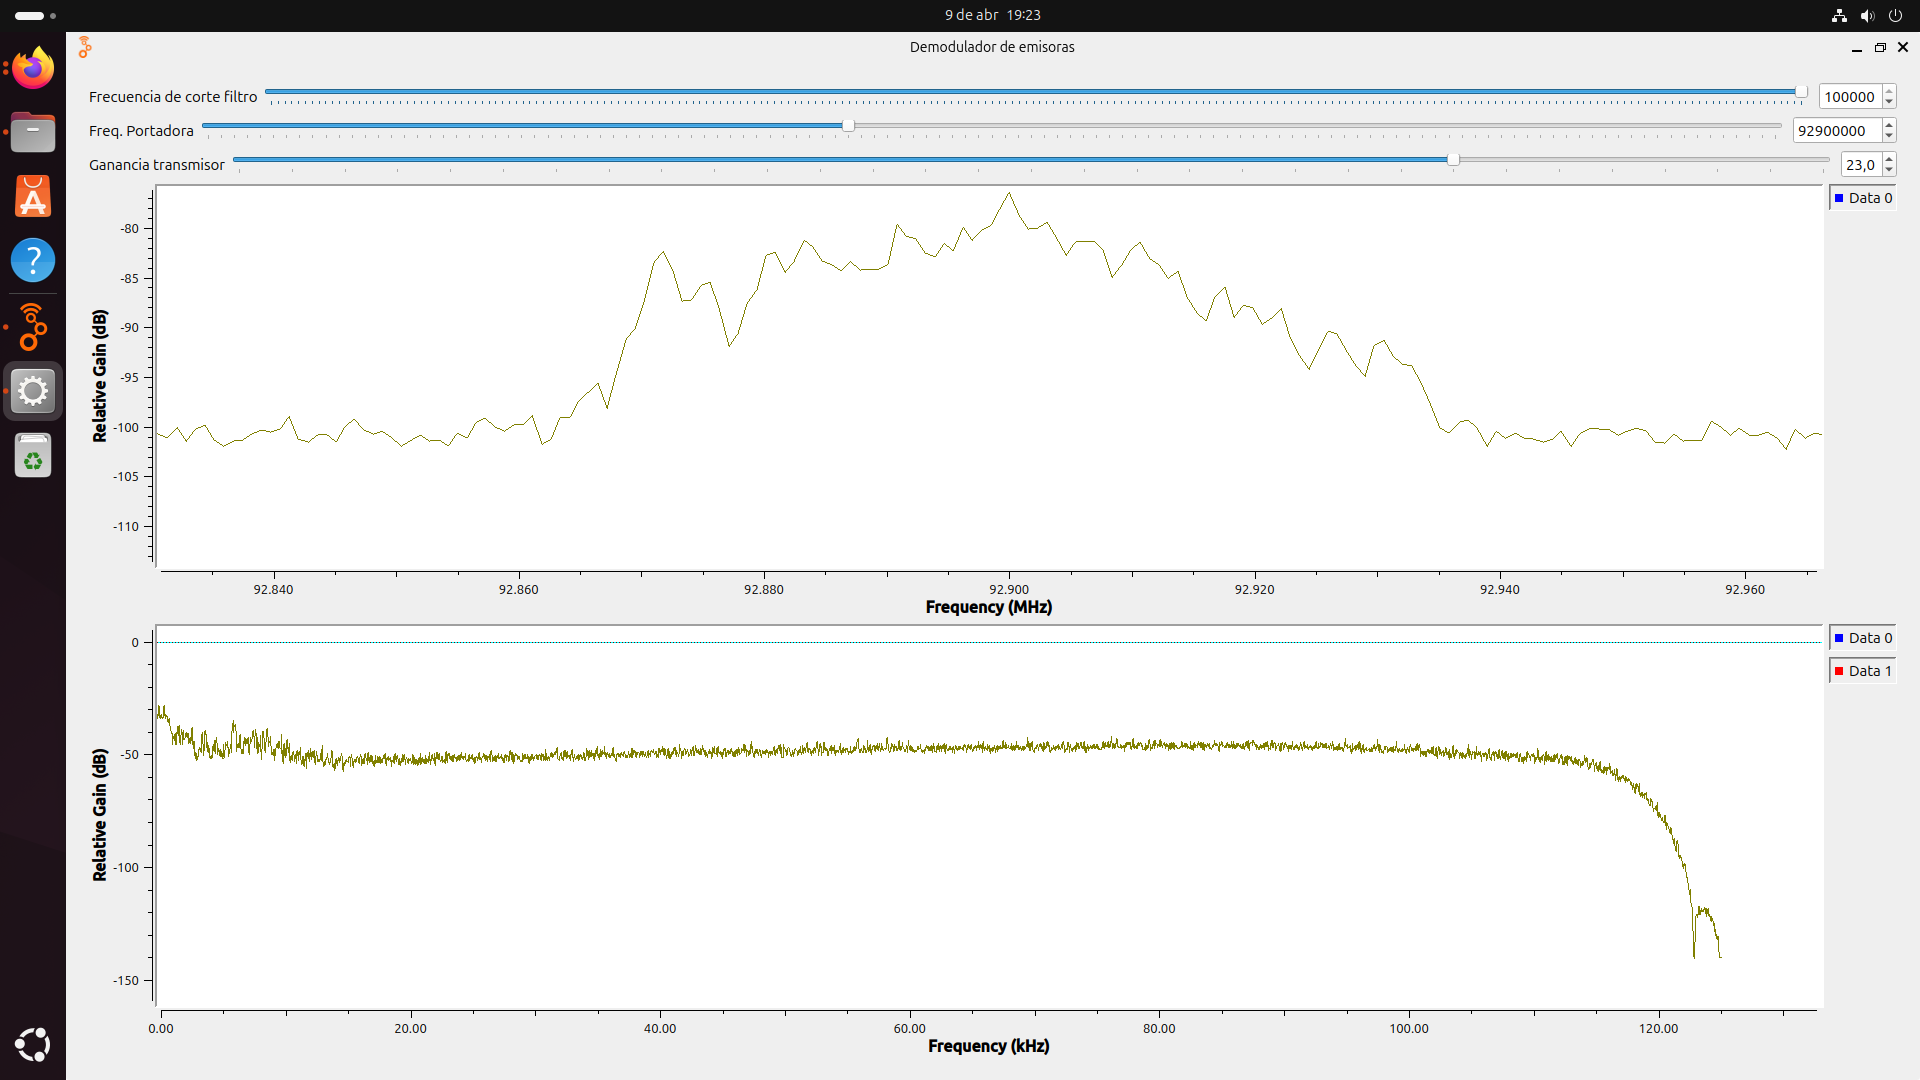 9 de abr 19:23
Demodulador de emisoras
Frecuencia de corte filtro 100000
Freq. Portadora 92900000
Ganancia transmisor 23,0
Data 0
-80
-85
-90
-95
-100
-105
-110
Relative Gain (dB)
92.840 92.860 92.880 92.900 92.920 92.940 92.960
Frequency (MHz)
Data 0
Data 1
0
-50
-100
-150
Relative Gain (dB)
0.00 20.00 40.00 60.00 80.00 100.00 120.00
Frequency (kHz)